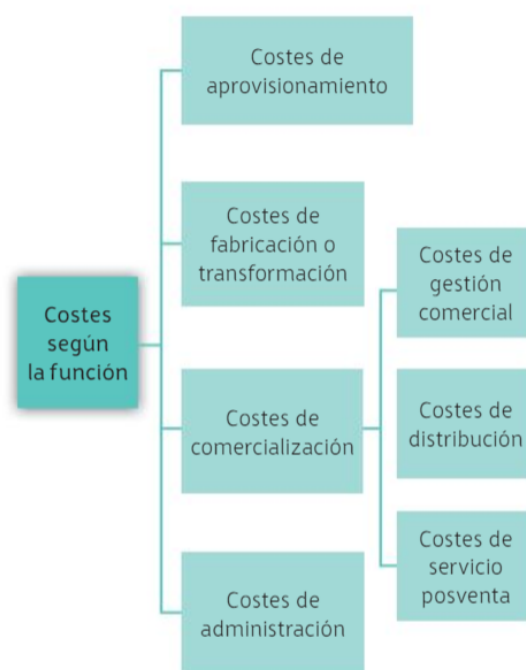 Costes
según
la función
Costes de
aprovisionamiento
Costes de
fabricación o
transformación
Costes de
comercialización
Costes de
gestión
comercial
Costes de
distribución
Costes de
servicio
posventa
Costes de
administración